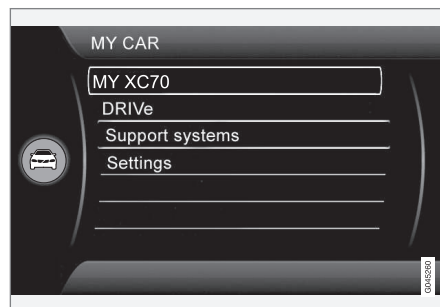 MY CAR
MY XC70
DRIVe
Support systems
Settings
G045260